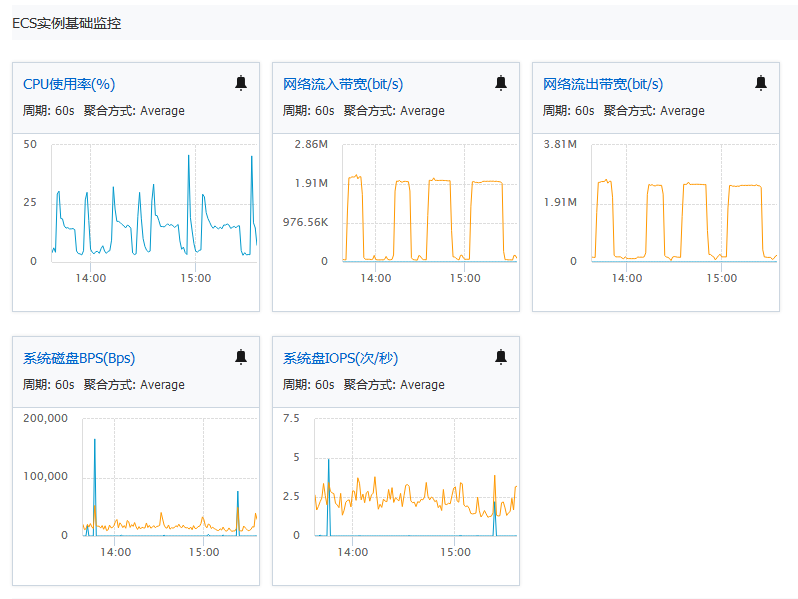 ECS实例基础监控
CPU使用率(%)
周期: 60s 聚合方式: Average
50
25
0
14:00
15:00
网络流入带宽(bit/s)
周期: 60s 聚合方式: Average
2.86M
1.91M
976.56K
0
14:00
15:00
网络流出带宽(bit/s)
周期: 60s 聚合方式: Average
3.81M
1.91M
0
14:00
15:00
系统磁盘BPS(Bps)
周期: 60s 聚合方式: Average
200,000
100,000
0
14:00
15:00
系统盘IOPS(次/秒)
周期: 60s 聚合方式: Average
7.5
5
2.5
0
14:00
15:00